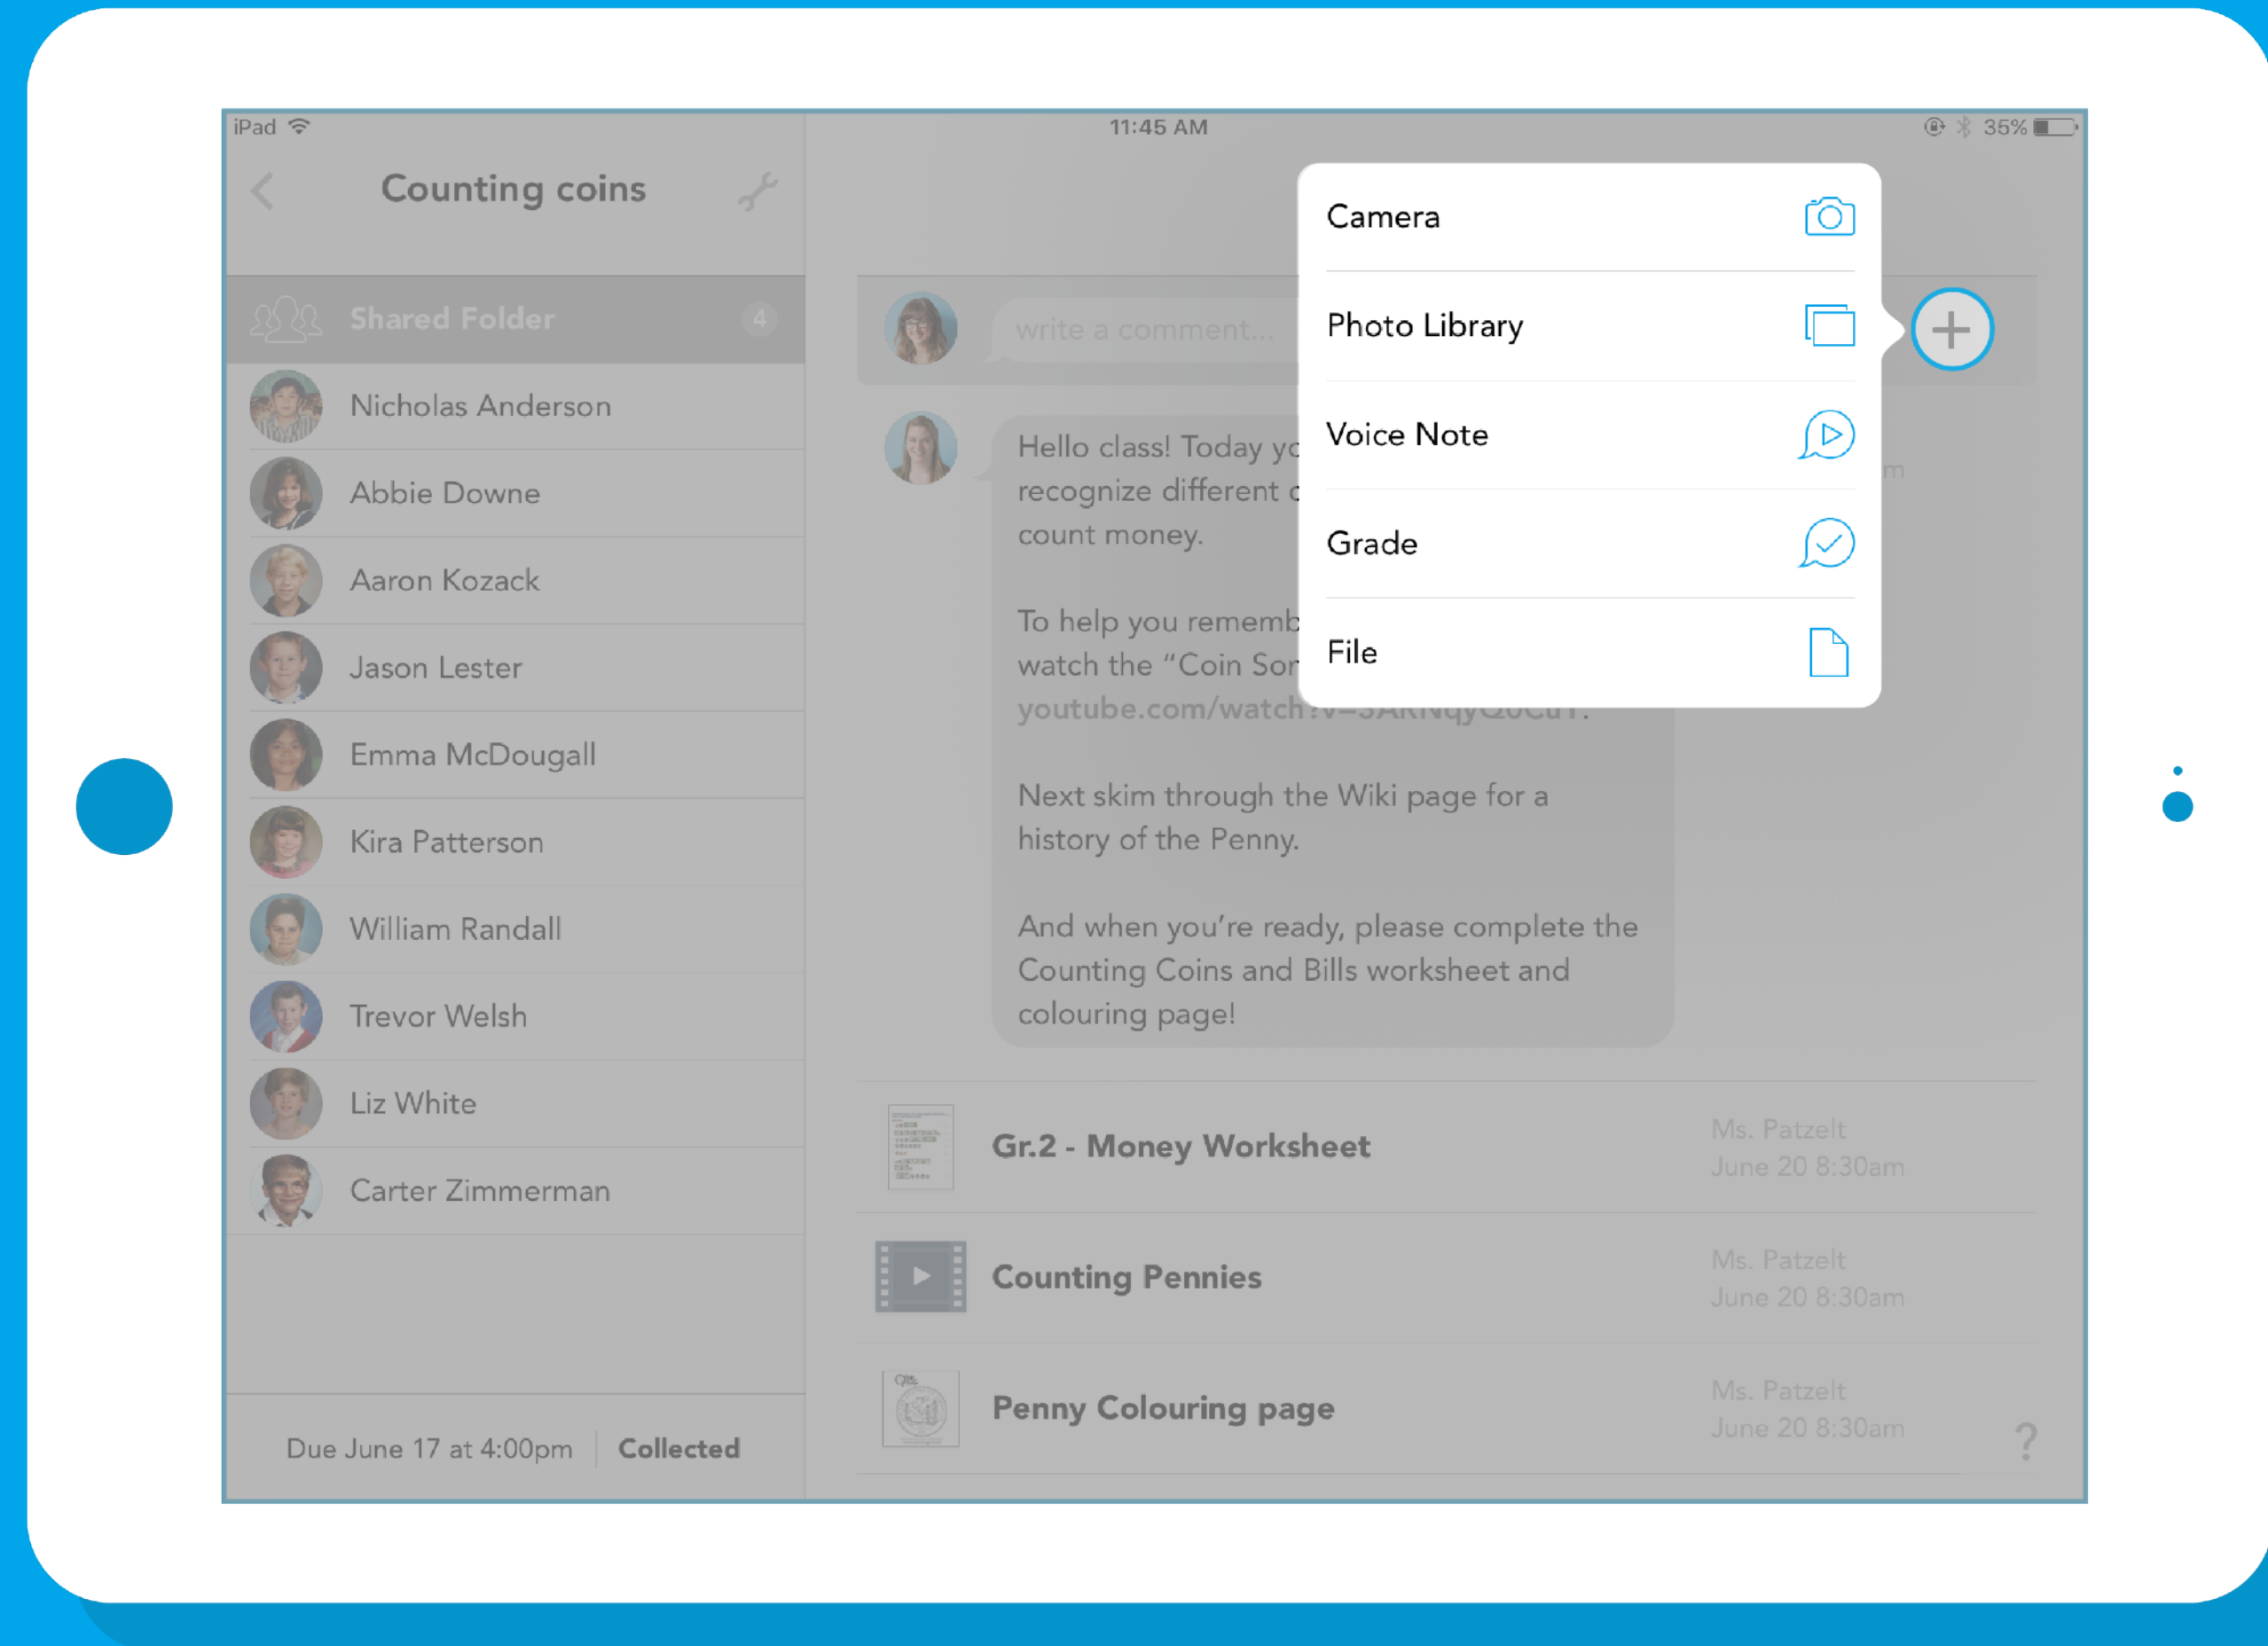 iPad
11:45 AM
35%
Counting coins
Shared Folder
4
Nicholas Anderson
Abbie Downe
Aaron Kozack
Jason Lester
Emma McDougall
Kira Patterson
William Randall
Trevor Welsh
Liz White
Carter Zimmerman
Due June 17 at 4:00pm
Collected
write a comment...
Hello class! Today
recognize different
count money.
To help you
watch the “Coin
youtube.com/watch
Next skim through the Wiki page for a
history of the Penny.
And when you’re ready, please complete the
Counting Coins and Bills worksheet and
colouring page!
Camera
Photo Library
Voice Note
Grade
File
Gr.2 - Money Worksheet
Ms. Patzelt
June 20 8:30am
Counting Pennies
Ms. Patzelt
June 20 8:30am
Penny Colouring page
Ms. Patzelt
June 20 8:30am
?